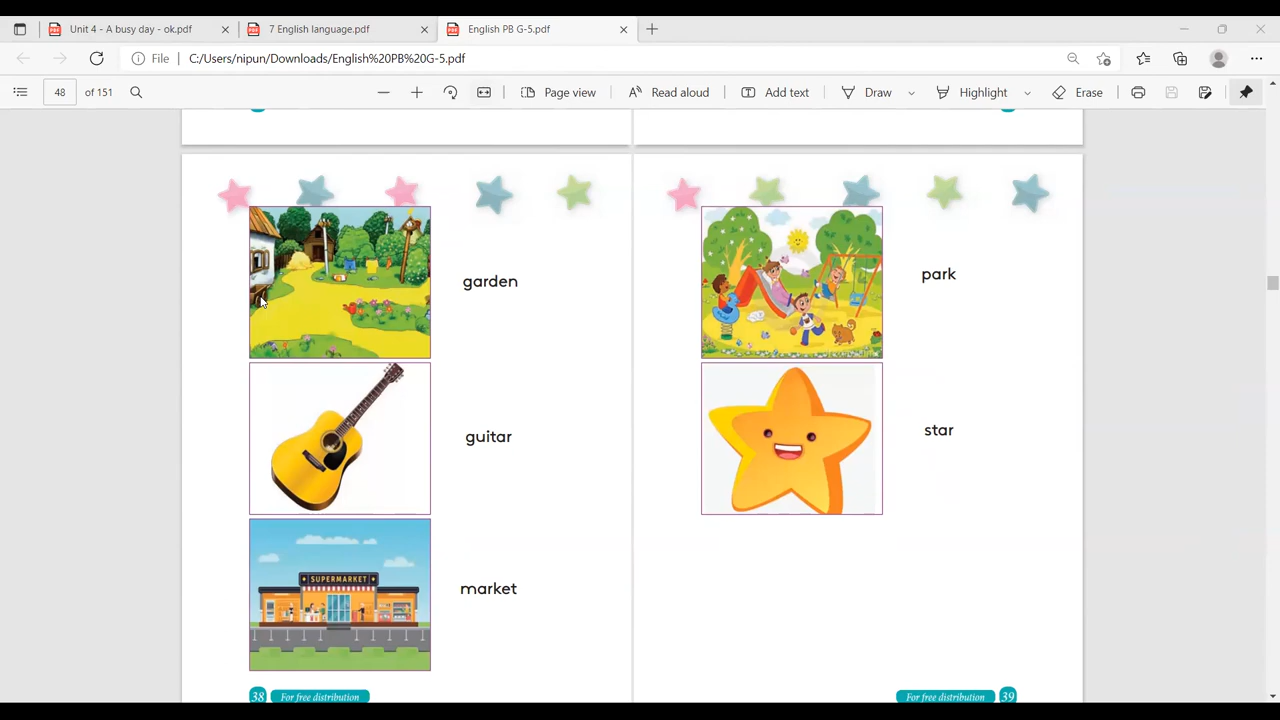 Unit 4 - A busy day - ok.pdf
7 English language.pdf
English PB G-5.pdf
File
C:/Users/nipun/Downloads/English%20PB%20G-5.pdf
48 of 151
Page view
Read aloud
Add text
Draw
Highlight
Erase
garden
guitar
SUPERMARKET
market
38 For free distribution
park
star
For free distribution 39